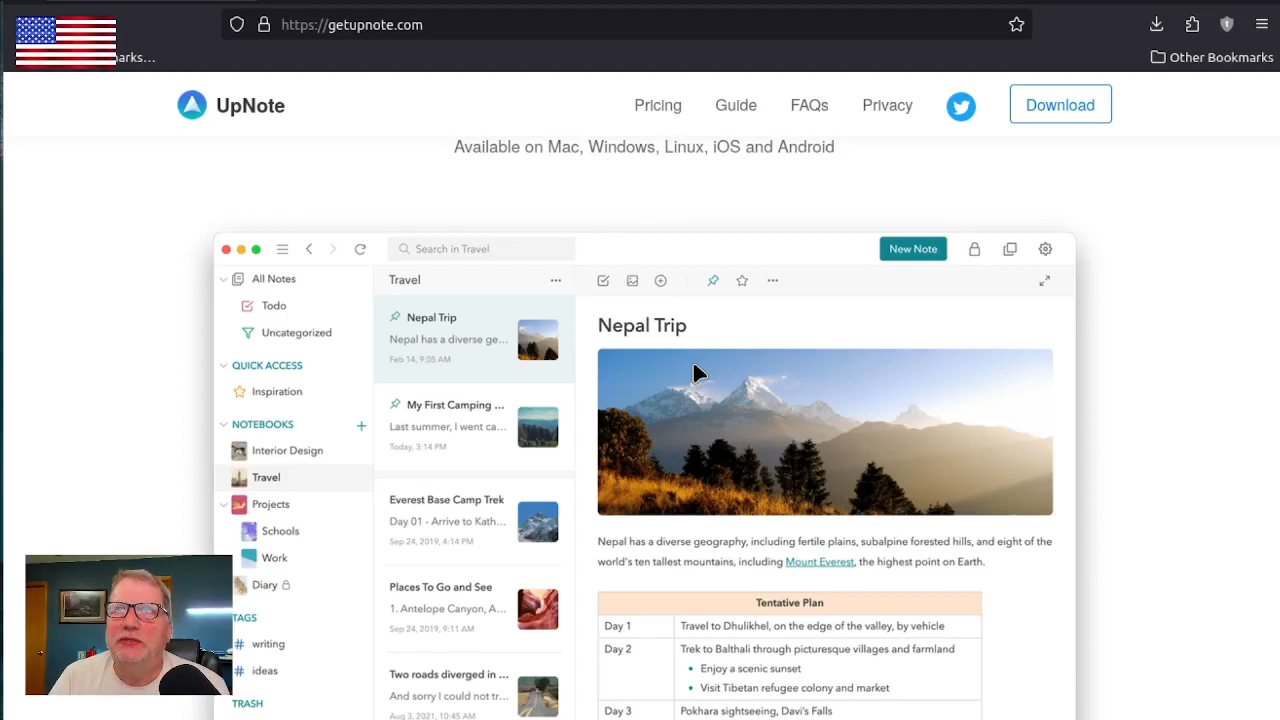 https://getupnote.com
arks…
Other Bookmarks
UpNote
Pricing
Guide
FAQs
Privacy
Download
Available on Mac, Windows, Linux, iOS and Android
Search in Travel
New Note
All Notes
Todo
Uncategorized
QUICK ACCESS
Inspiration
NOTEBOOKS
Interior Design
Travel
Projects
Schools
Work
Diary
TAGS
# writing
# ideas
TRASH
Travel
Nepal Trip
Nepal has a diverse ge...
Feb 14, 9:05 AM
My First Camping ...
Last summer, I went ca...
Today, 3:14 PM
Everest Base Camp Trek
Day 01 - Arrive to Kath...
Sep 24, 2019, 4:14 PM
Places To Go and See
1. Antelope Canyon, A...
Sep 24, 2019, 9:11 AM
Two roads diverged in ...
And sorry I could not tr...
Aug 3, 2021, 10:45 AM
Nepal Trip
Nepal has a diverse geography, including fertile plains, subalpine forested hills, and eight of the
world's ten tallest mountains, including Mount Everest, the highest point on Earth.
Tentative Plan
Day 1 Travel to Dhulikhel, on the edge of the valley, by vehicle
Day 2 Trek to Balthali through picturesque villages and farmland
• Enjoy a scenic sunset
• Visit Tibetan refugee colony and market
Day 3 Pokhara sightseeing, Davi's Falls